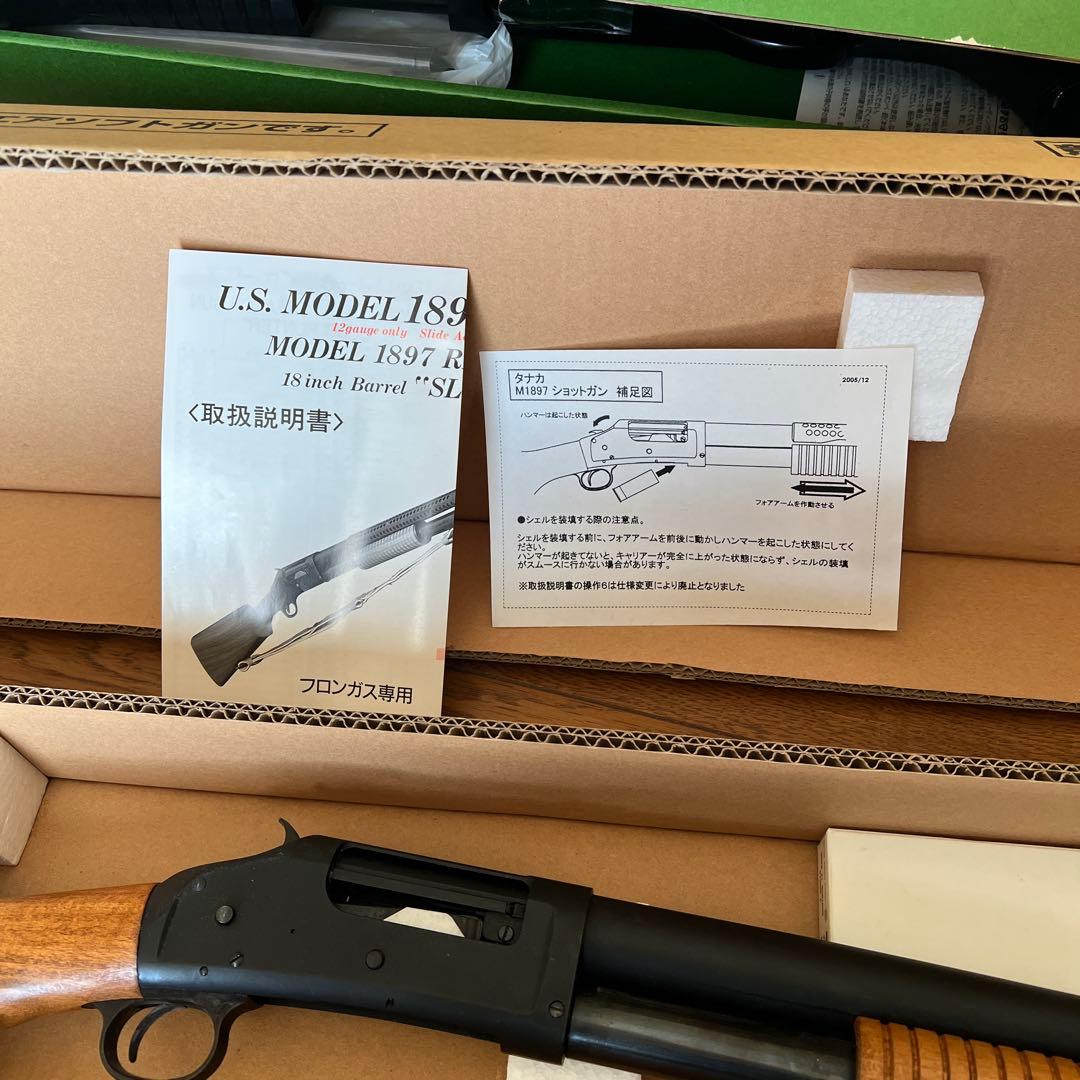 エアソフトガンです。
U.S. MODEL 189
12gauge only Slide A
MODEL 1897 R
18 inch Barrel "SL
〈取扱説明書〉
フロンガス専用
タナカ
M1897 ショットガン 補足図
2005/12
ハンマーは起こした状態
フォアアームを作動させる
●シェルを装填する際の注意点。
シェルを装填する前に、フォアアームを前後に動かしハンマーを起こした状態にしてく
ださい。
ハンマーが起きてないと、キャリアーが完全に上がった状態にならず、シェルの装填
がスムースに行かない場合があります。
※取扱説明書の操作6は仕様変更により廃止となりました